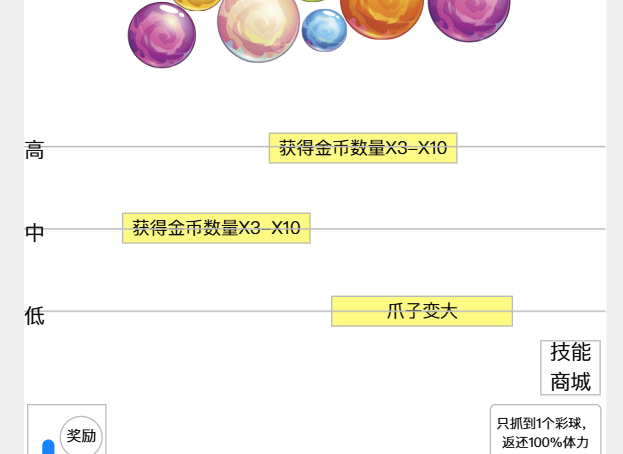 高
获得金币数量X3-X10
中
获得金币数量X3-X10
低
爪子变大
技能
商城
奖励
只抓到1个彩球,
返还100%体力